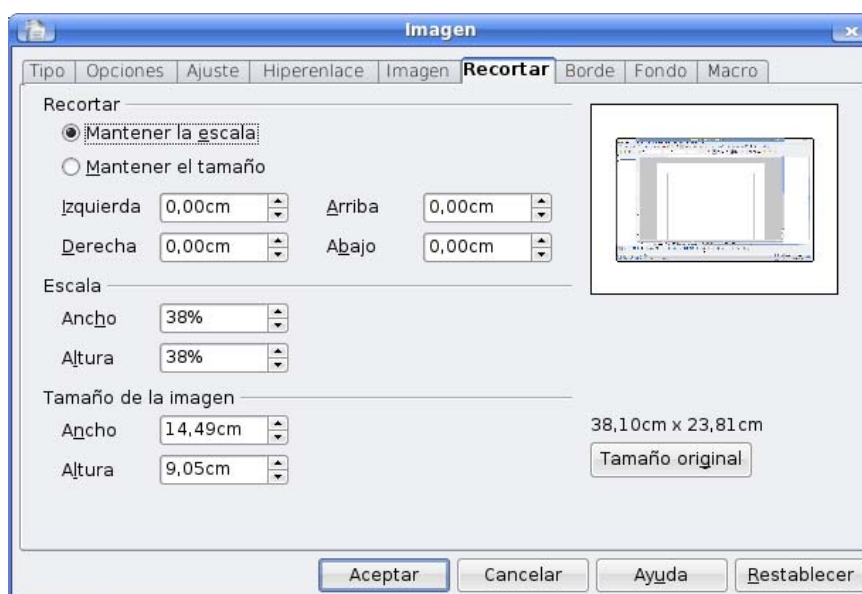 Imagen
Tipo Opciones Ajuste Hiperenlace Imagen Recortar Borde Fondo Macro
Recortar
Mantener la escala
Mantener el tamaño
Izquierda 0,00cm Arriba 0,00cm
Derecha 0,00cm Abajo 0,00cm
Escala
Ancho 38%
Altura 38%
Tamaño de la imagen
Ancho 14,49cm 38,10cm x 23,81cm
Altura 9,05cm Tamaño original
Aceptar Cancelar Ayuda Restablecer